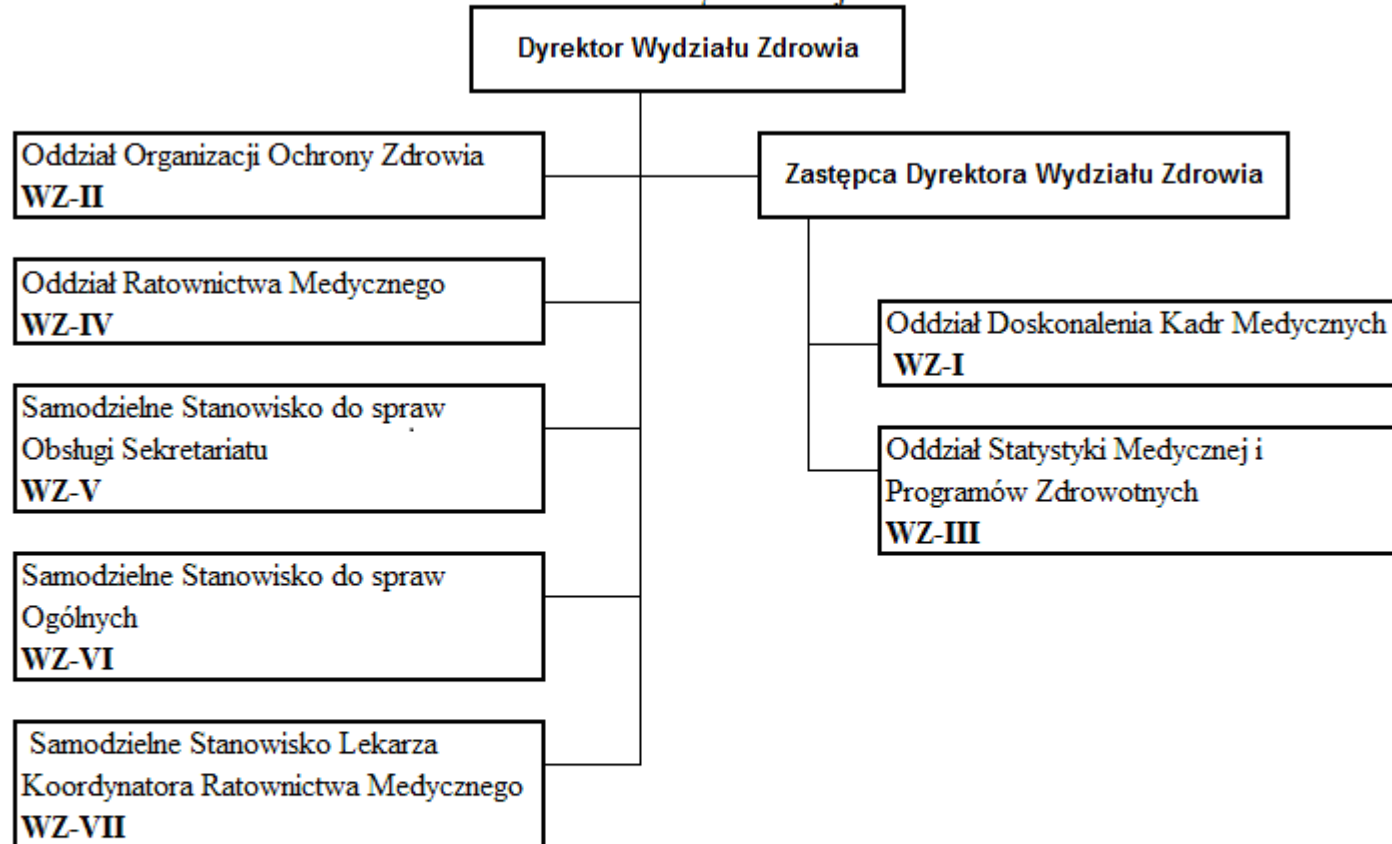 Dyrektor Wydziału Zdrowia
Oddział Organizacji Ochrony Zdrowia
WZ-II
Zastępca Dyrektora Wydziału Zdrowia
Oddział Ratownictwa Medycznego
WZ-IV
Oddział Doskonalenia Kadr Medycznych
WZ-I
Samodzielne Stanowisko do spraw
Obsługi Sekretariatu
WZ-V
Oddział Statystyki Medycznej i
Programów Zdrowotnych
WZ-III
Samodzielne Stanowisko do spraw
Ogólnych
WZ-VI
Samodzielne Stanowisko Lekarza
Koordynatora Ratownictwa Medycznego
WZ-VII